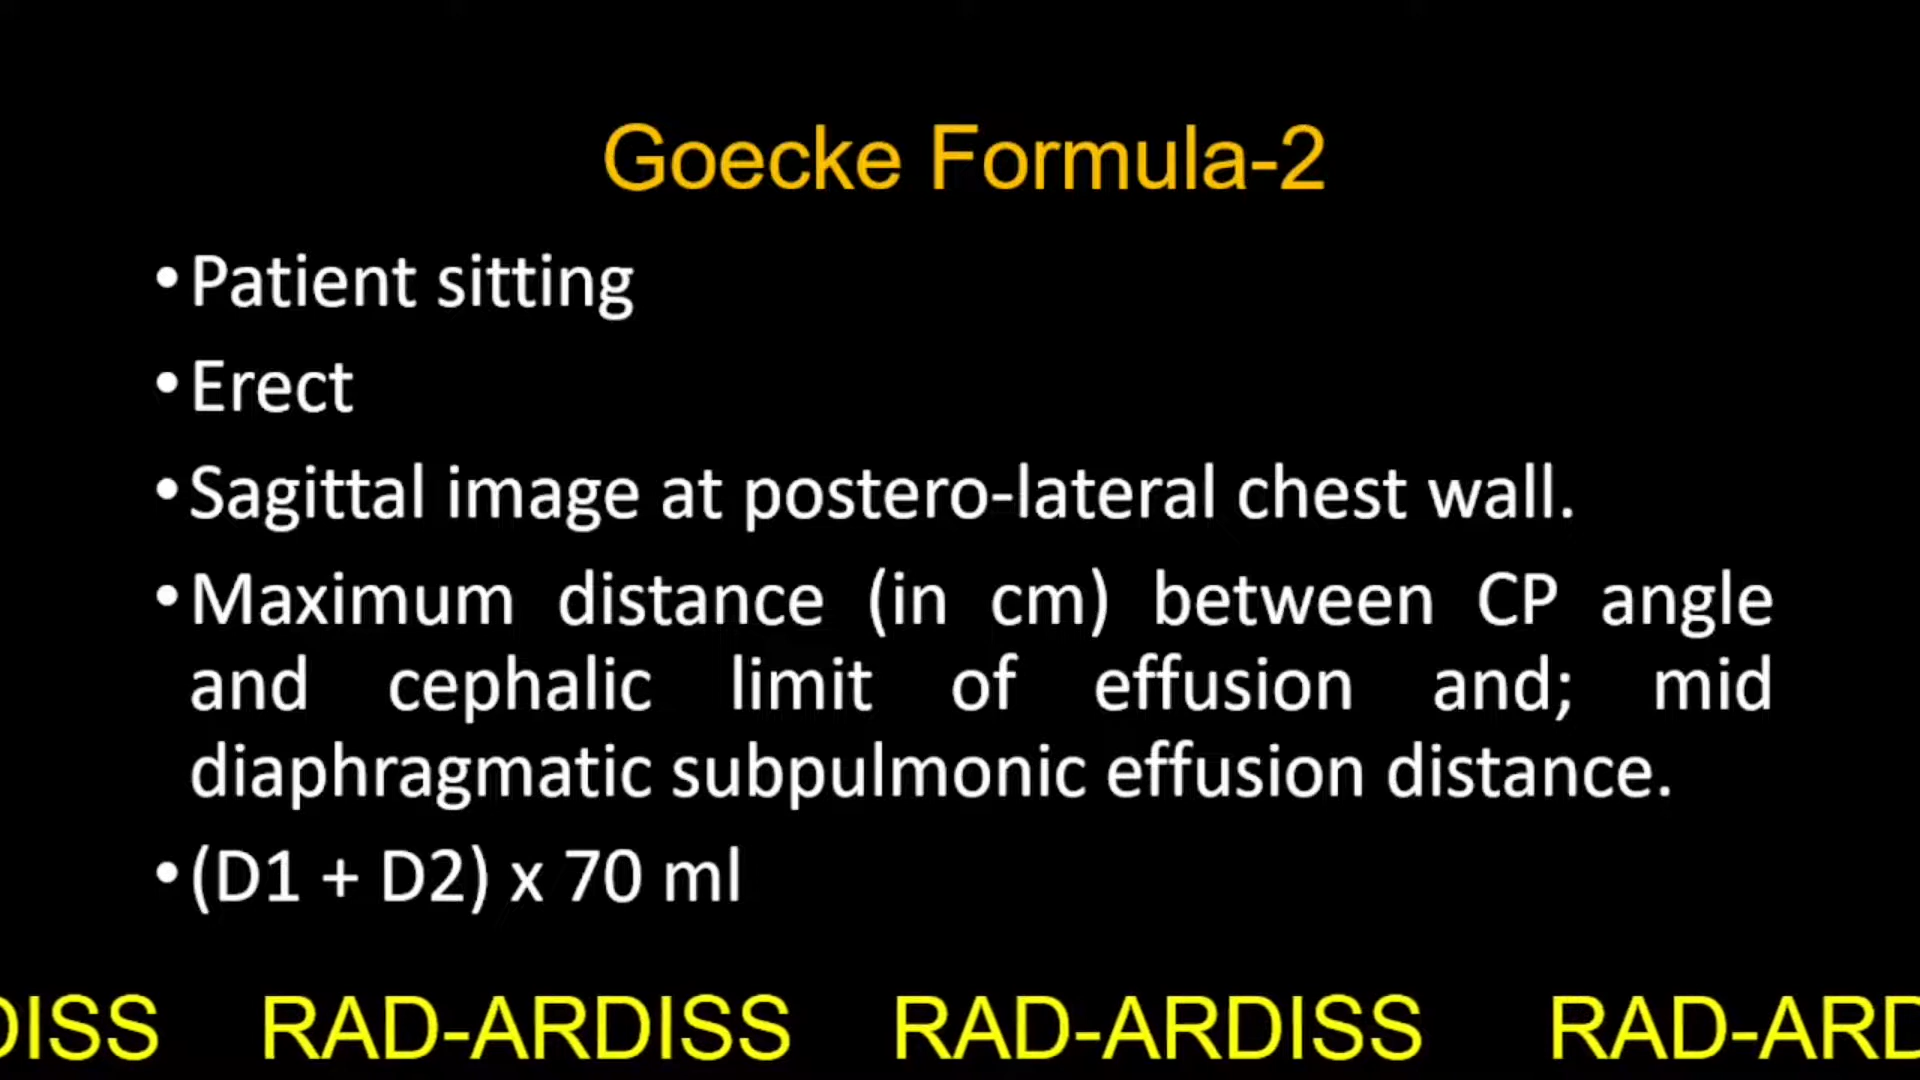 Goecke Formula-2
•Patient sitting
•Erect
•Sagittal image at postero-lateral chest wall.
•Maximum distance (in cm) between CP angle
and cephalic limit of effusion and; mid
diaphragmatic subpulmonic effusion distance.
•(D1 + D2) x 70 ml
DISS RAD-ARDISS RAD-ARDISS RAD-ARD